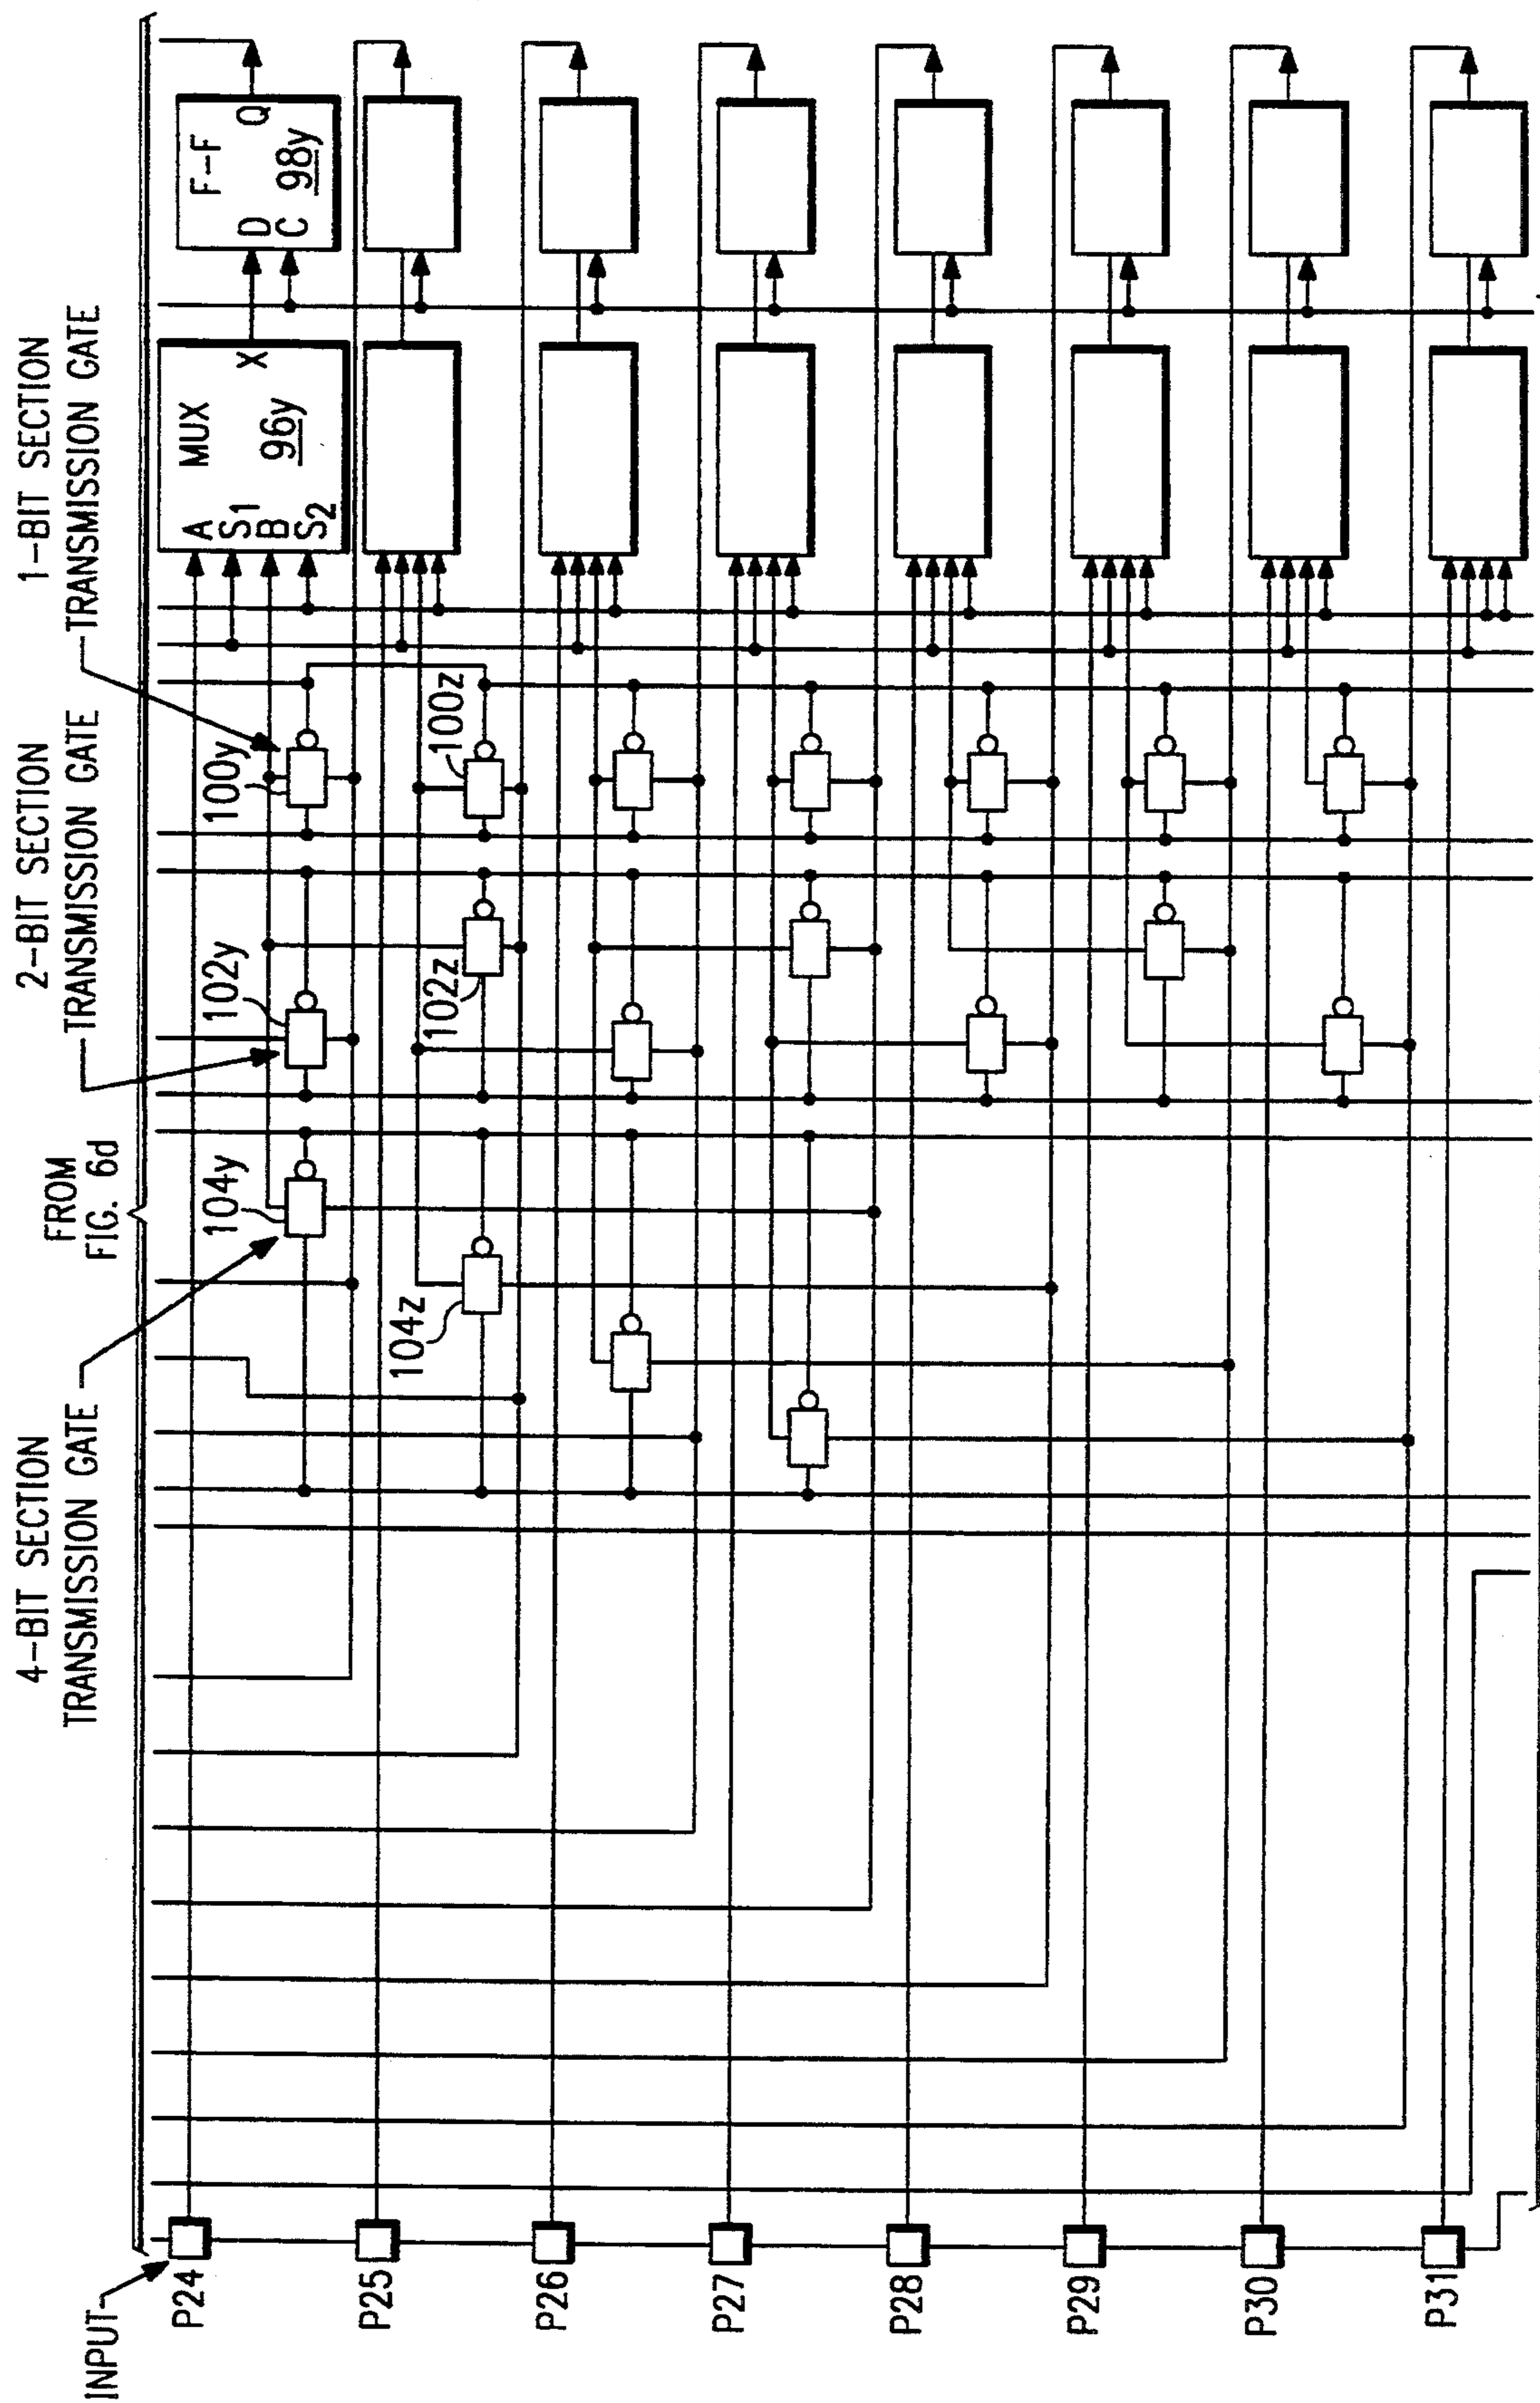 1-BIT SECTION
TRANSMISSION GATE
2-BIT SECTION
TRANSMISSION GATE
FROM
FIG. 6d
4-BIT SECTION
TRANSMISSION GATE
INPUT
P24
P25
P26
P27
P28
P29
P30
P31
104y
104z
102y
102z
100y
100z
A
S1
B
S2
MUX
96y
X
D
C
F-F
98y
Q